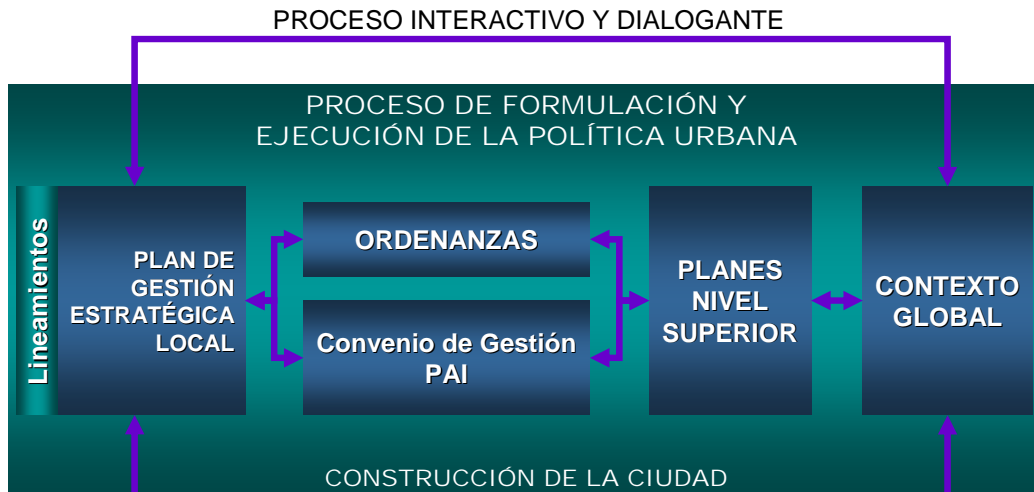 PROCESO INTERACTIVO Y DIALOGANTE
PROCESO DE FORMULACIÓN Y
EJECUCIÓN DE LA POLÍTICA URBANA
Lineamientos
PLAN DE
GESTIÓN
ESTRATÉGICA
LOCAL
ORDENANZAS
Convenio de Gestión
PAI
PLANES
NIVEL
SUPERIOR
CONTEXTO
GLOBAL
CONSTRUCCIÓN DE LA CIUDAD